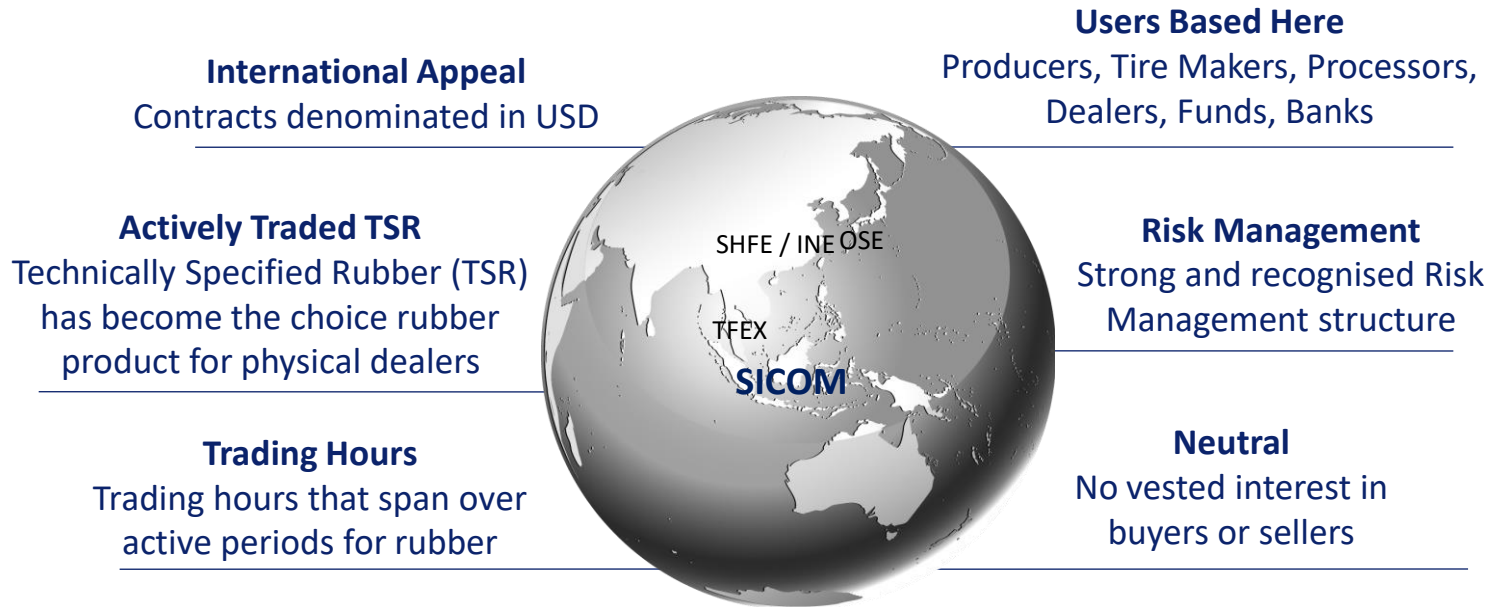 International Appeal
Contracts denominated in USD
Actively Traded TSR
Technically Specified Rubber (TSR)
has become the choice rubber
product for physical dealers
Trading Hours
Trading hours that span over
active periods for rubber
SHFE / INE OSE
TFEX
SICOM
Users Based Here
Producers, Tire Makers, Processors,
Dealers, Funds, Banks
Risk Management
Strong and recognised Risk
Management structure
Neutral
No vested interest in
buyers or sellers